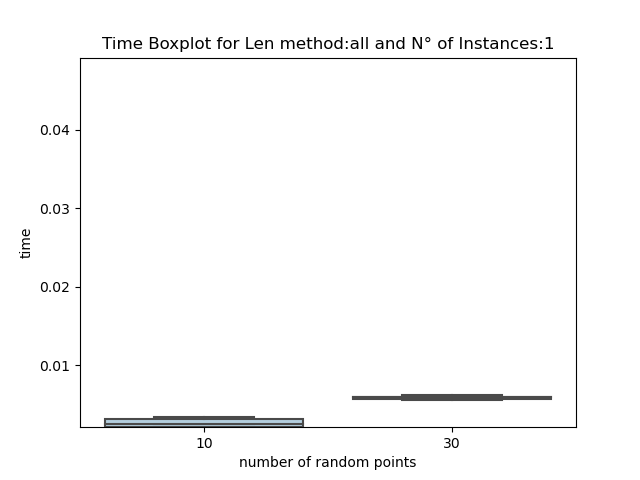 Time Boxplot for Len method:all and N° of Instances:1
0.04
0.03
0.02
0.01
time
10 30
number of random points